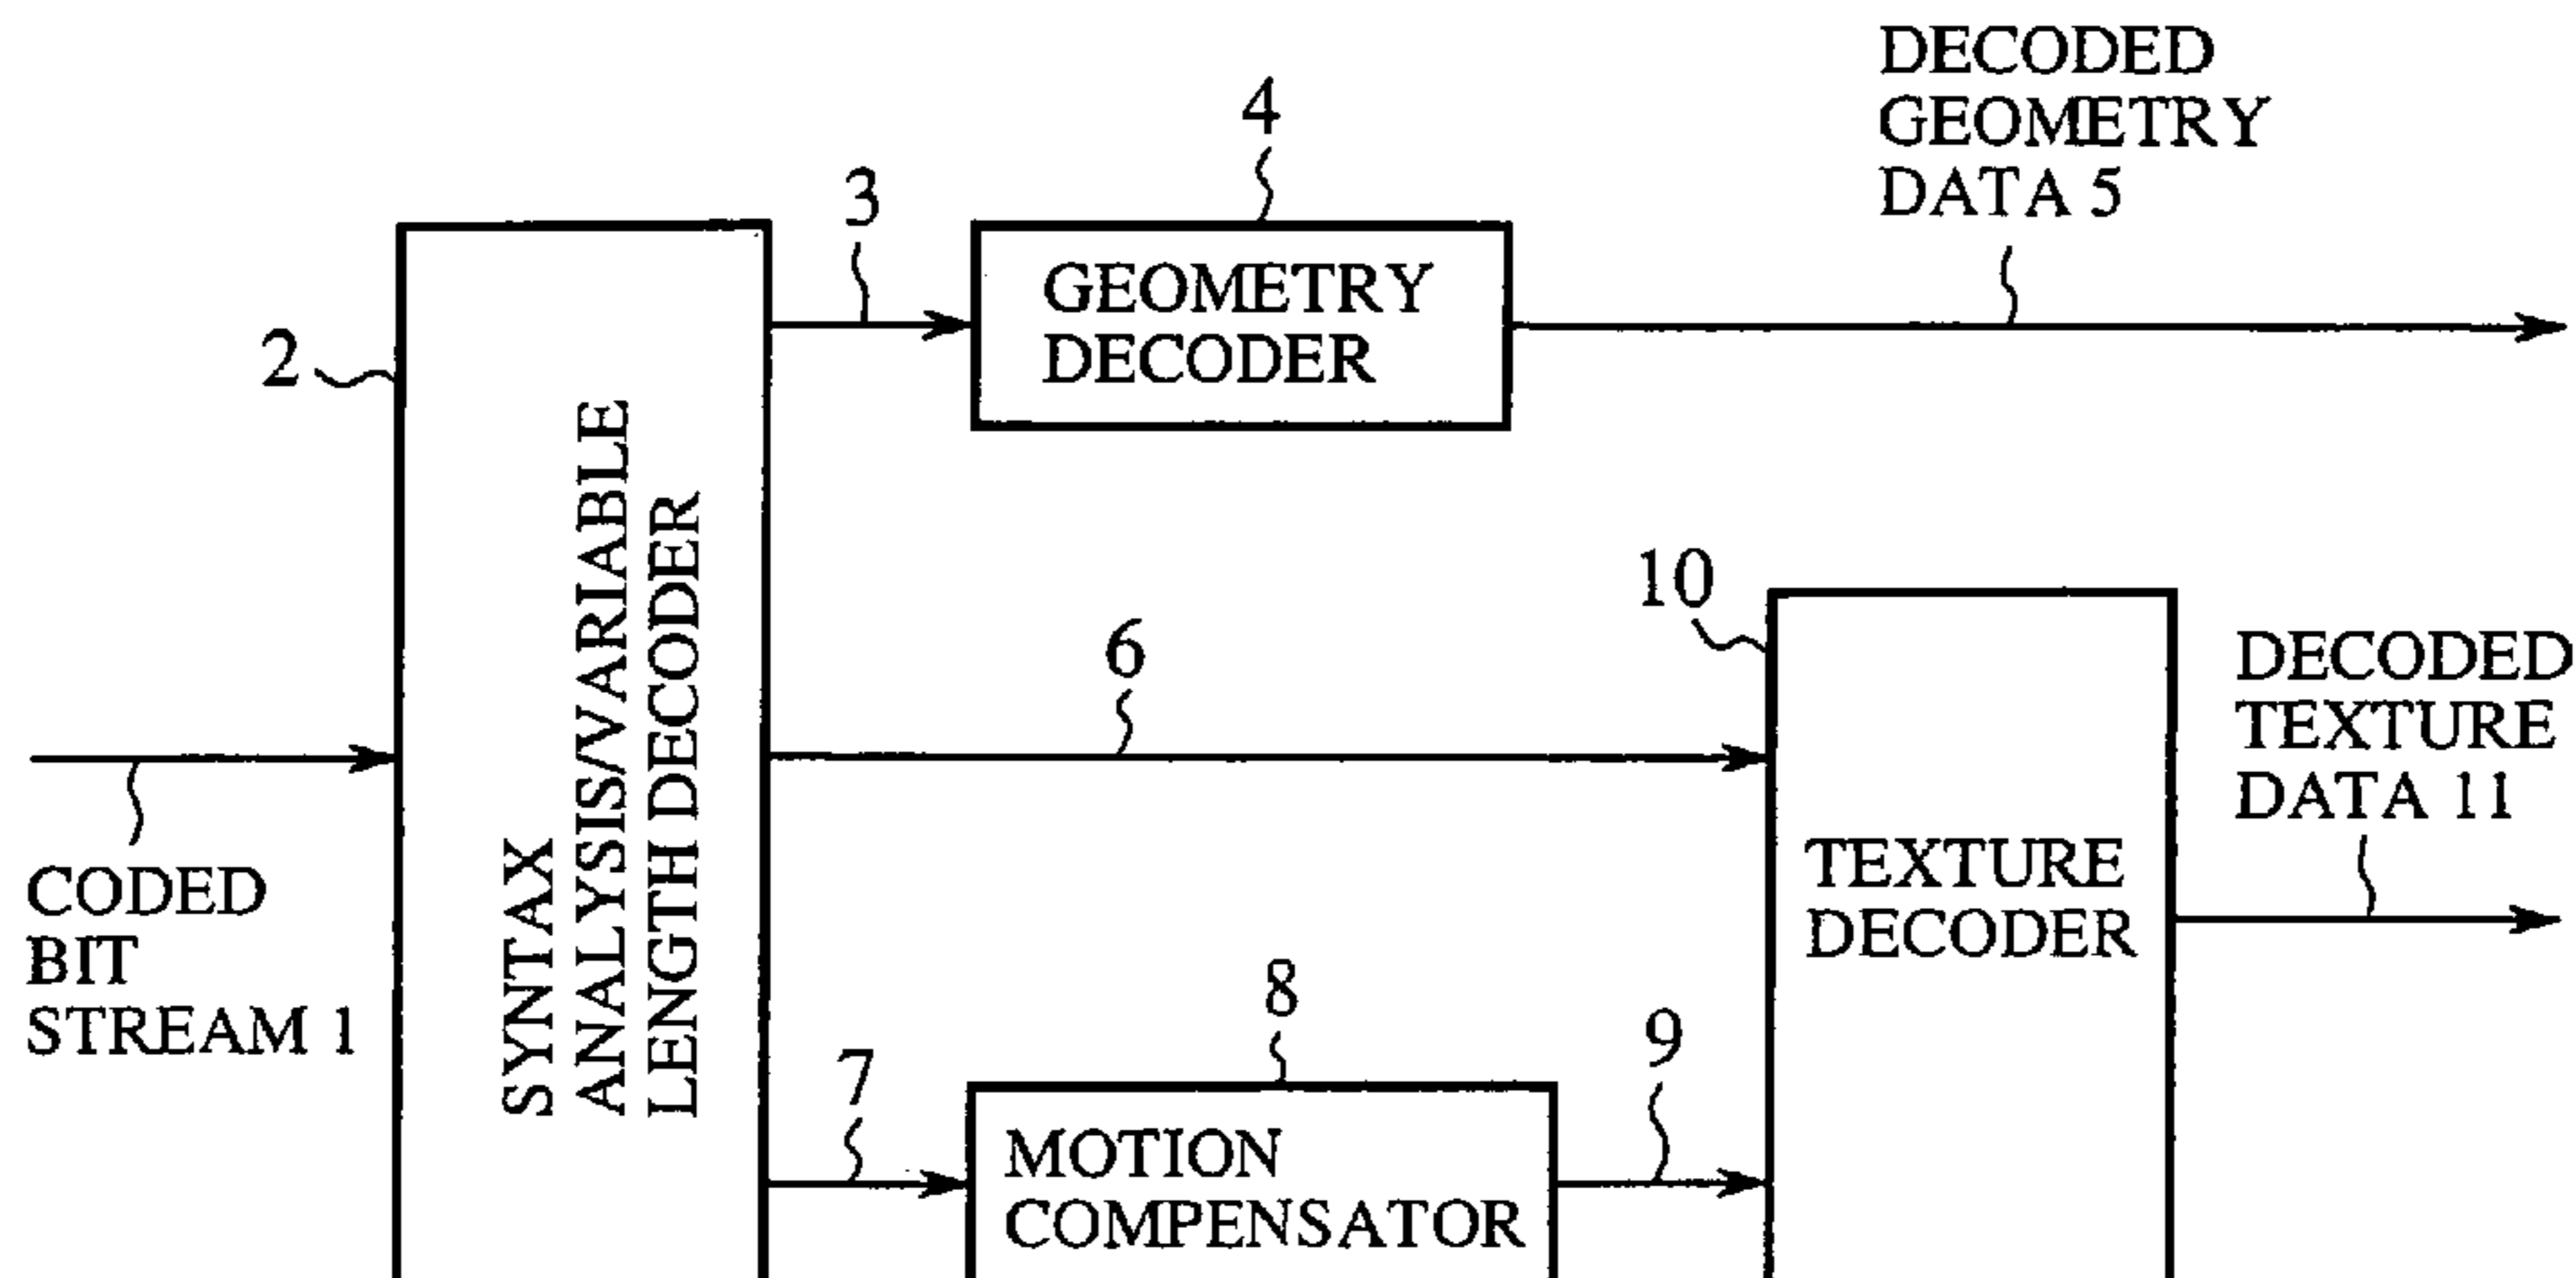 DECODED
GEOMETRY
DATA 5
4
3
GEOMETRY
DECODER
2
SYNTAX
ANALYSIS/VARIABLE
LENGTH DECODER
10
6
DECODED
TEXTURE
DATA 11
CODED
BIT
STREAM 1
TEXTURE
DECODER
8
9
7
MOTION
COMPENSATOR